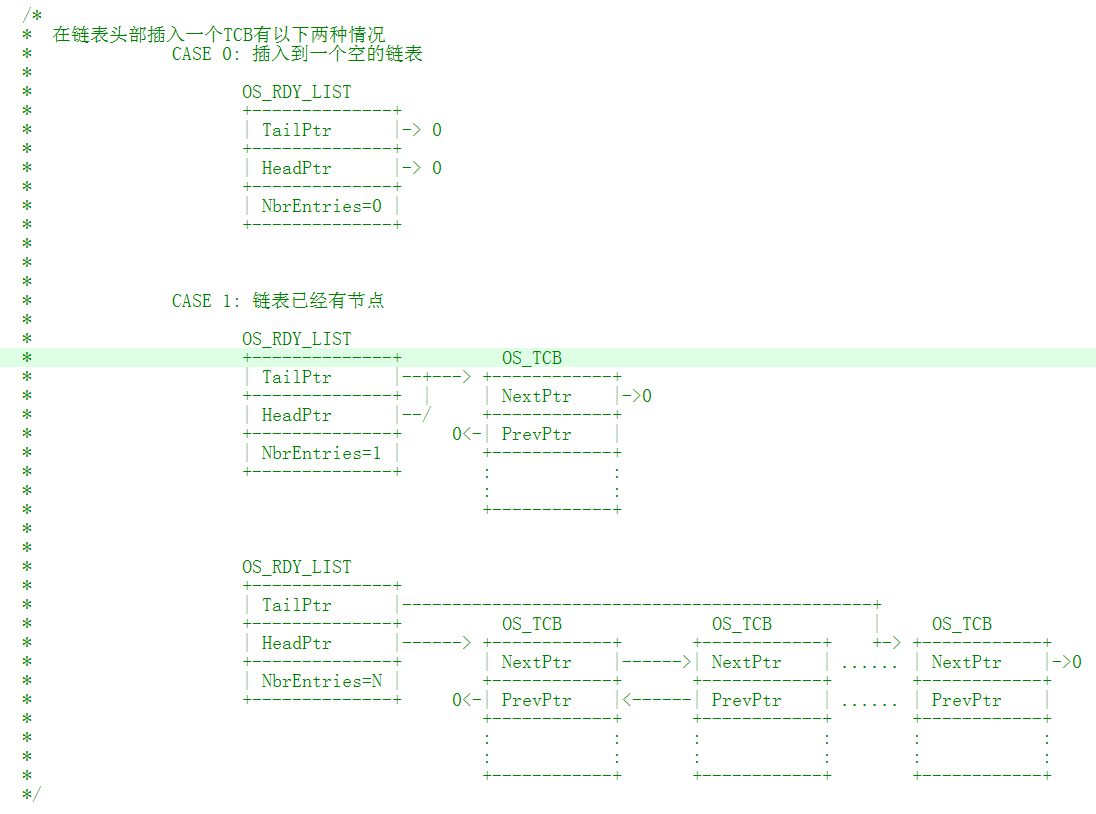 /*
* 在链表头部插入一个TCB有以下两种情况
* CASE 0: 插入到一个空的链表
*
* OS_RDY_LIST
* +--------------+
* | TailPtr |-> 0
* +--------------+
* | HeadPtr |-> 0
* +--------------+
* | NbrEntries=0 |
* +--------------+
*
*
*
* CASE 1: 链表已经有节点
*
* OS_RDY_LIST
* +--------------+ OS_TCB
* | TailPtr |--+---> +------------+
* +--------------+ | | NextPtr |->0
* | HeadPtr |--/ +------------+
* +--------------+ 0<-| PrevPtr |
* | NbrEntries=1 | +------------+
* +--------------+ : :
* : :
* +------------+
*
*
* OS_RDY_LIST
* +--------------+
* | TailPtr |-----------------------------------------------+
* +--------------+ OS_TCB OS_TCB | OS_TCB
* | HeadPtr |------> +------------+ +------------+ +-> +------------+
* +--------------+ | NextPtr |------>| NextPtr | ...... | NextPtr |->0
* | NbrEntries=N | +------------+ +------------+ +------------+
* +--------------+ 0<-| PrevPtr |<------| PrevPtr | ...... | PrevPtr |
* +------------+ +------------+ +------------+
* : : : : : :
* : : : : : :
* +------------+ +------------+ +------------+
*/